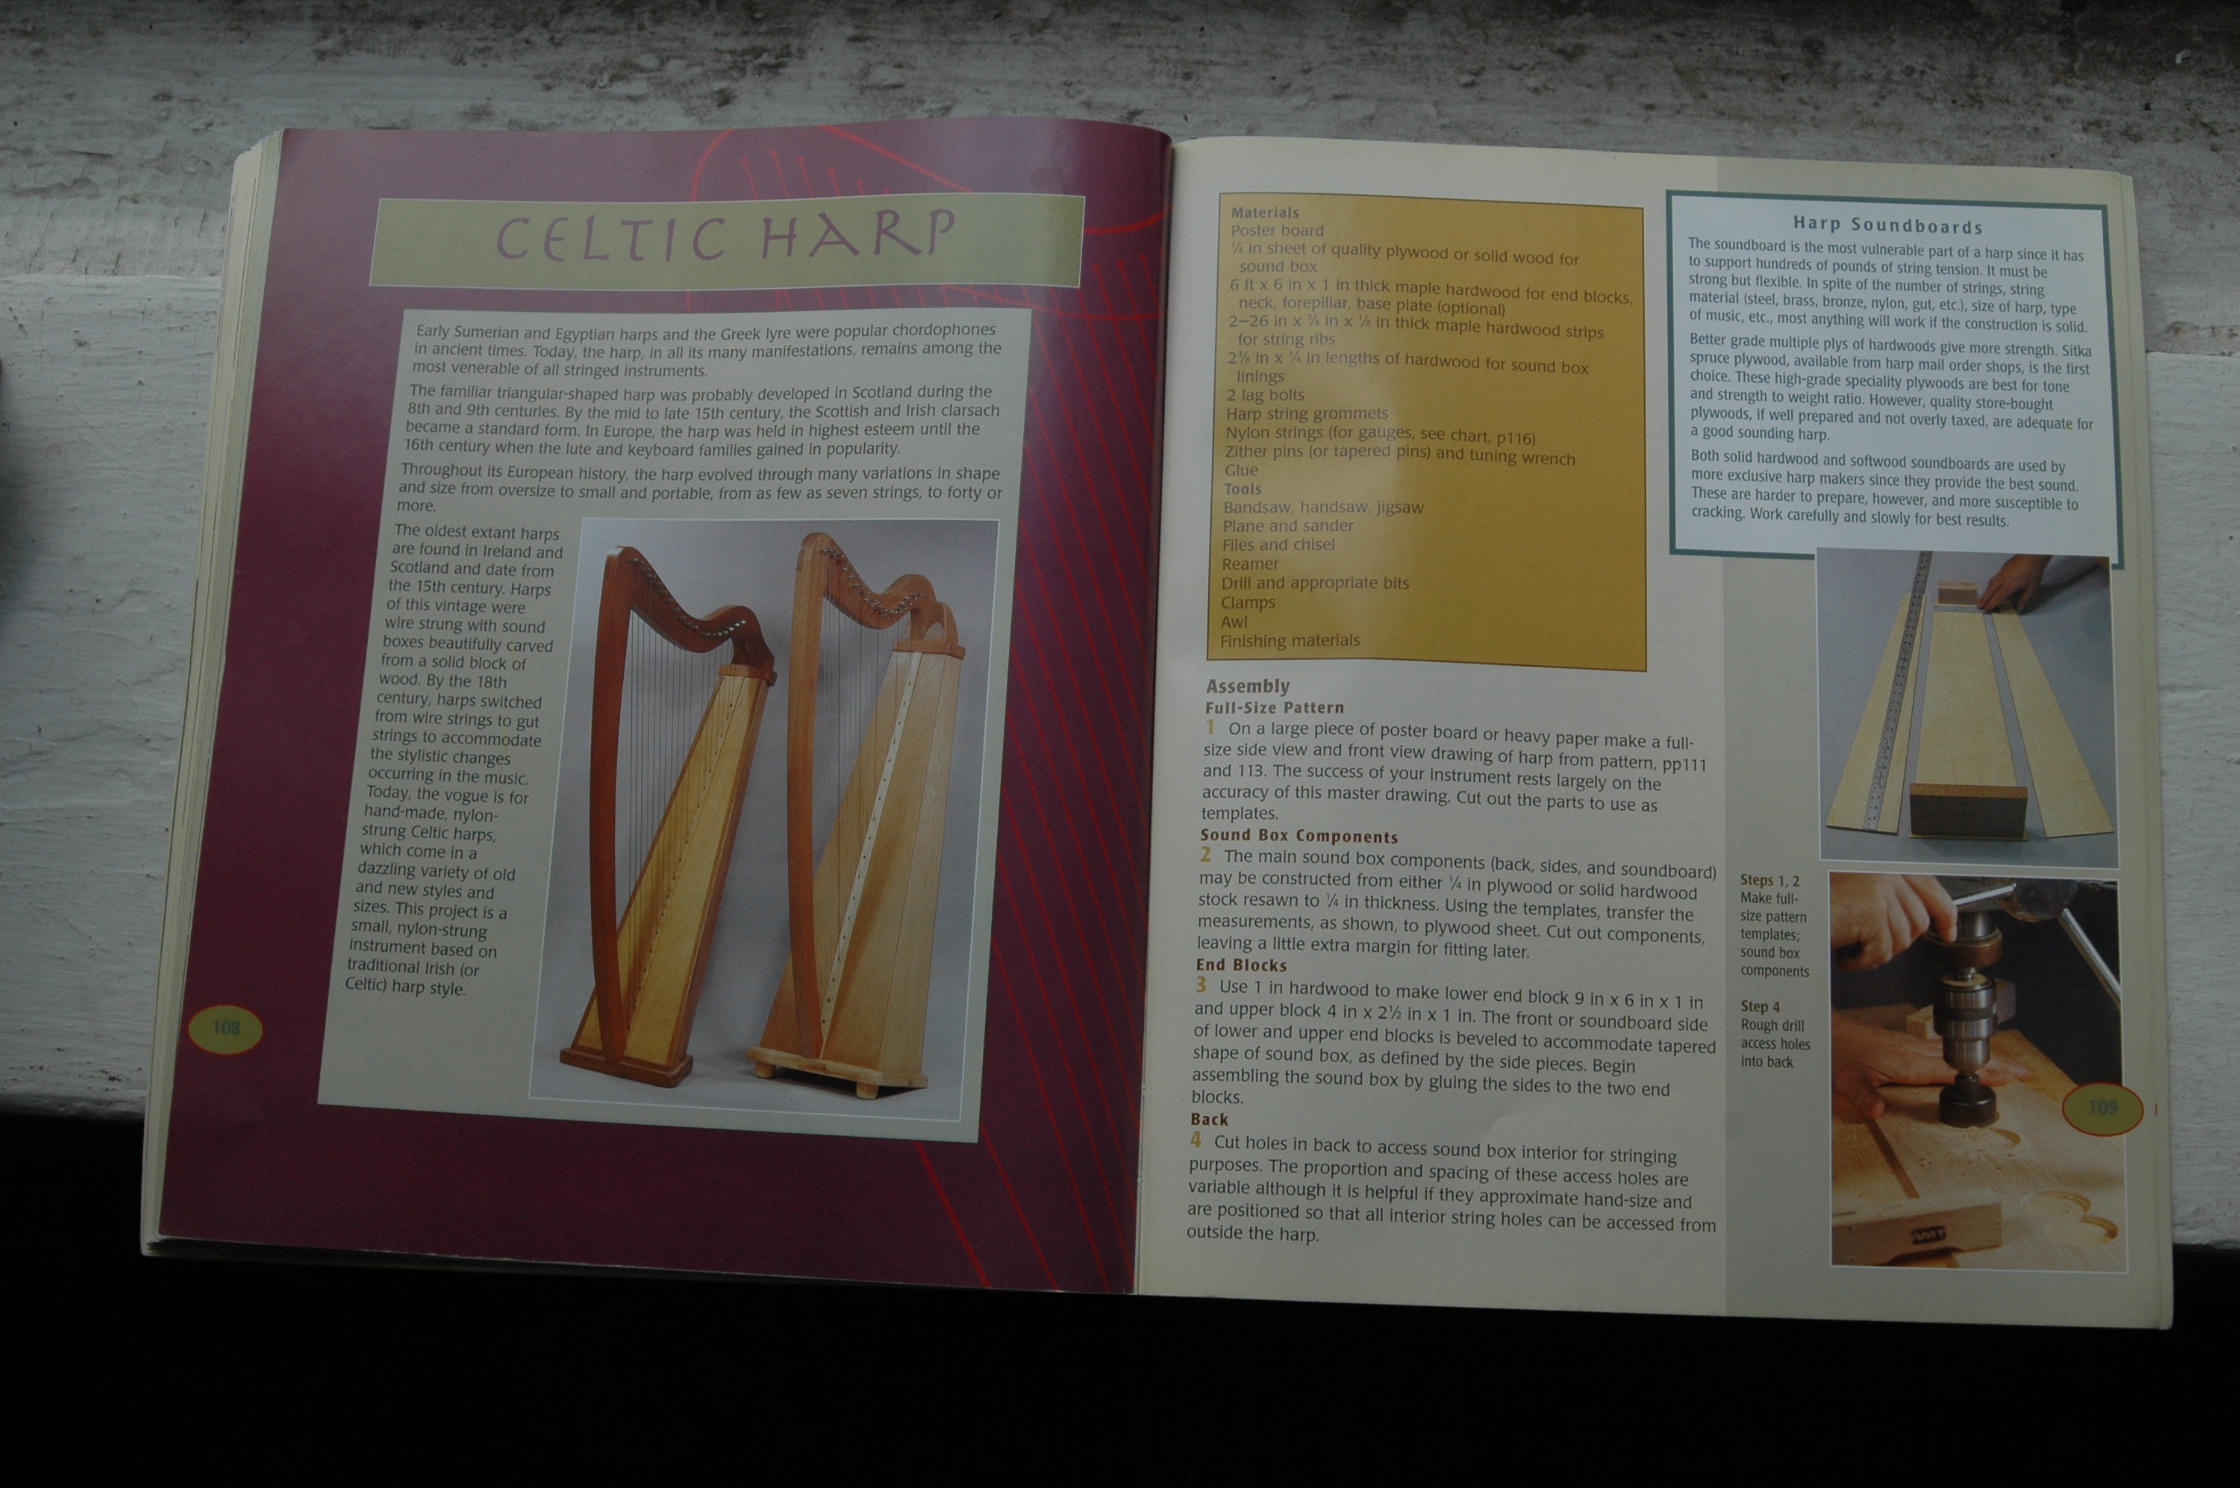 CELTIC HARP
Early Sumerian and Egyptian harps and the Greek lyre were popular chordophones
in ancient times. Today, the harp, in all its many manifestations, remains among the
most venerable of all stringed instruments.
The familiar triangular-shaped harp was probably developed in Scotland during the
8th and 9th centuries. By the mid to late 15th century, the Scottish and Irish clarsach
became a standard form. In Europe, the harp was held in highest esteem until the
16th century when the lute and keyboard families gained in popularity.
Throughout its European history, the harp evolved through many variations in shape
and size from oversize to small and portable, from as few as seven strings, to forty or
more.
The oldest extant harps
are found in Ireland and
Scotland and date from
the 15th century. Harps
of this vintage were
wire strung with sound
boxes beautifully carved
from a solid block of
wood. By the 18th
century, harps switched
from wire strings to gut
strings to accommodate
the stylistic changes
occurring in the music.
Today, the vogue is for
hand-made, nylon-
strung Celtic harps,
which come in a
dazzling variety of old
and new styles and
sizes. This project is a
small, nylon-strung
instrument based on
traditional Irish (or
Celtic) harp style.
108
Materials
Poster board
¼ in sheet of quality plywood or solid wood for
sound box
6 ft x 6 in x 1 in thick maple hardwood for end blocks,
neck, forepillar, base plate (optional)
2–26 in x ¾ in x ⅛ in thick maple hardwood strips
for string ribs
2⅜ in x ¼ in lengths of hardwood for sound box
linings
2 lag bolts
Harp string grommets
Nylon strings (for gauges, see chart, p116)
Zither pins (or tapered pins) and tuning wrench
Glue
Tools
Bandsaw, handsaw, jigsaw
Plane and sander
Files and chisel
Reamer
Drill and appropriate bits
Clamps
Awl
Finishing materials
Assembly
Full-Size Pattern
1 On a large piece of poster board or heavy paper make a full-
size side view and front view drawing of harp from pattern, pp111
and 113. The success of your instrument rests largely on the
accuracy of this master drawing. Cut out the parts to use as
templates.
Sound Box Components
2 The main sound box components (back, sides, and soundboard)
may be constructed from either ¼ in plywood or solid hardwood
stock resawn to ¼ in thickness. Using the templates, transfer the
measurements, as shown, to plywood sheet. Cut out components,
leaving a little extra margin for fitting later.
End Blocks
3 Use 1 in hardwood to make lower end block 9 in x 6 in x 1 in
and upper block 4 in x 2½ in x 1 in. The front or soundboard side
of lower and upper end blocks is beveled to accommodate tapered
shape of sound box, as defined by the side pieces. Begin
assembling the sound box by gluing the sides to the two end
blocks.
Back
4 Cut holes in back to access sound box interior for stringing
purposes. The proportion and spacing of these access holes are
variable although it is helpful if they approximate hand-size and
are positioned so that all interior string holes can be accessed from
outside the harp.
Harp Soundboards
The soundboard is the most vulnerable part of a harp since it has
to support hundreds of pounds of string tension. It must be
strong but flexible. In spite of the number of strings, string
material (steel, brass, bronze, nylon, gut, etc.), size of harp, type
of music, etc., most anything will work if the construction is solid.
Better grade multiple plys of hardwoods give more strength. Sitka
spruce plywood, available from harp mail order shops, is the first
choice. These high-grade speciality plywoods are best for tone
and strength to weight ratio. However, quality store-bought
plywoods, if well prepared and not overly taxed, are adequate for
a good sounding harp.
Both solid hardwood and softwood soundboards are used by
more exclusive harp makers since they provide the best sound.
These are harder to prepare, however, and more susceptible to
cracking. Work carefully and slowly for best results.
Steps 1, 2
Make full-
size pattern
templates;
sound box
components
Step 4
Rough drill
access holes
into back
AMT
109